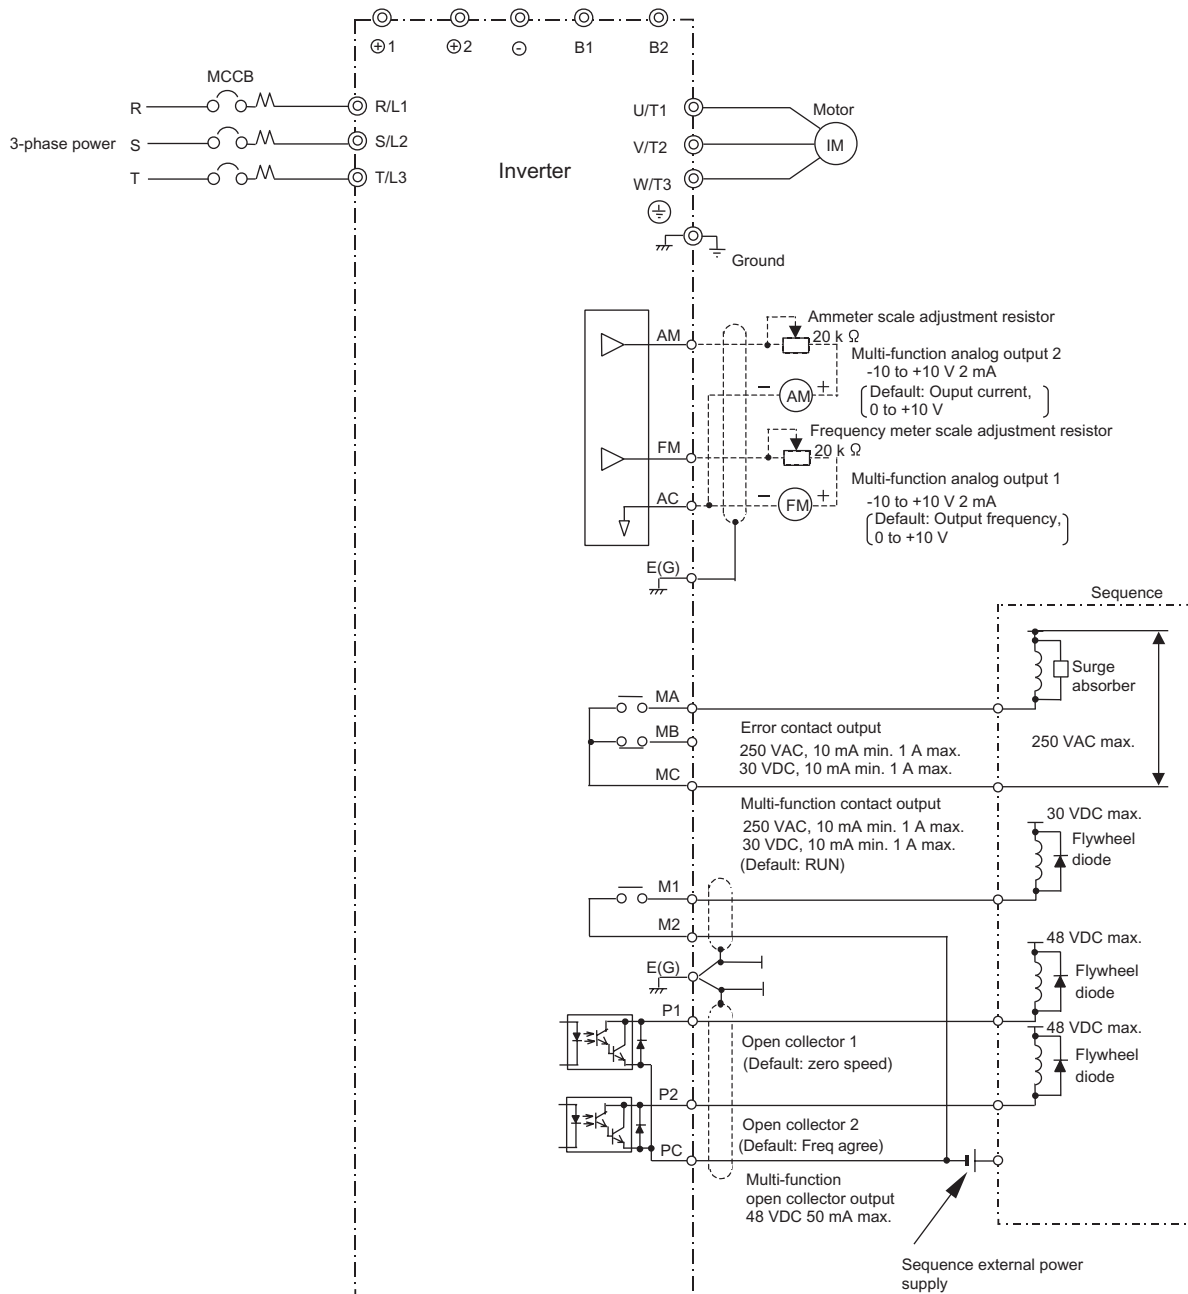 ⊕1
⊕2
⊖
B1
B2
MCCB
R
R/L1
3-phase power
S
S/L2
T
T/L3
Inverter
U/T1
V/T2
W/T3
Motor
IM
Ground
AM
Ammeter scale adjustment resistor
20 k Ω
Multi-function analog output 2
-10 to +10 V 2 mA
− AM +
Default: Ouput current,
0 to +10 V
Frequency meter scale adjustment resistor
FM
20 k Ω
Multi-function analog output 1
AC
− FM +
-10 to +10 V 2 mA
Default: Output frequency,
0 to +10 V
E(G)
Sequence
Surge
absorber
MA
Error contact output
MB
250 VAC, 10 mA min. 1 A max.
250 VAC max.
30 VDC, 10 mA min. 1 A max.
MC
Multi-function contact output
250 VAC, 10 mA min. 1 A max.
30 VDC, 10 mA min. 1 A max.
(Default: RUN)
30 VDC max.
Flywheel
diode
M1
M2
48 VDC max.
E(G)
Flywheel
diode
P1
48 VDC max.
Open collector 1
(Default: zero speed)
Flywheel
diode
P2
Open collector 2
(Default: Freq agree)
PC
Multi-function
open collector output
48 VDC 50 mA max.
Sequence external power
supply